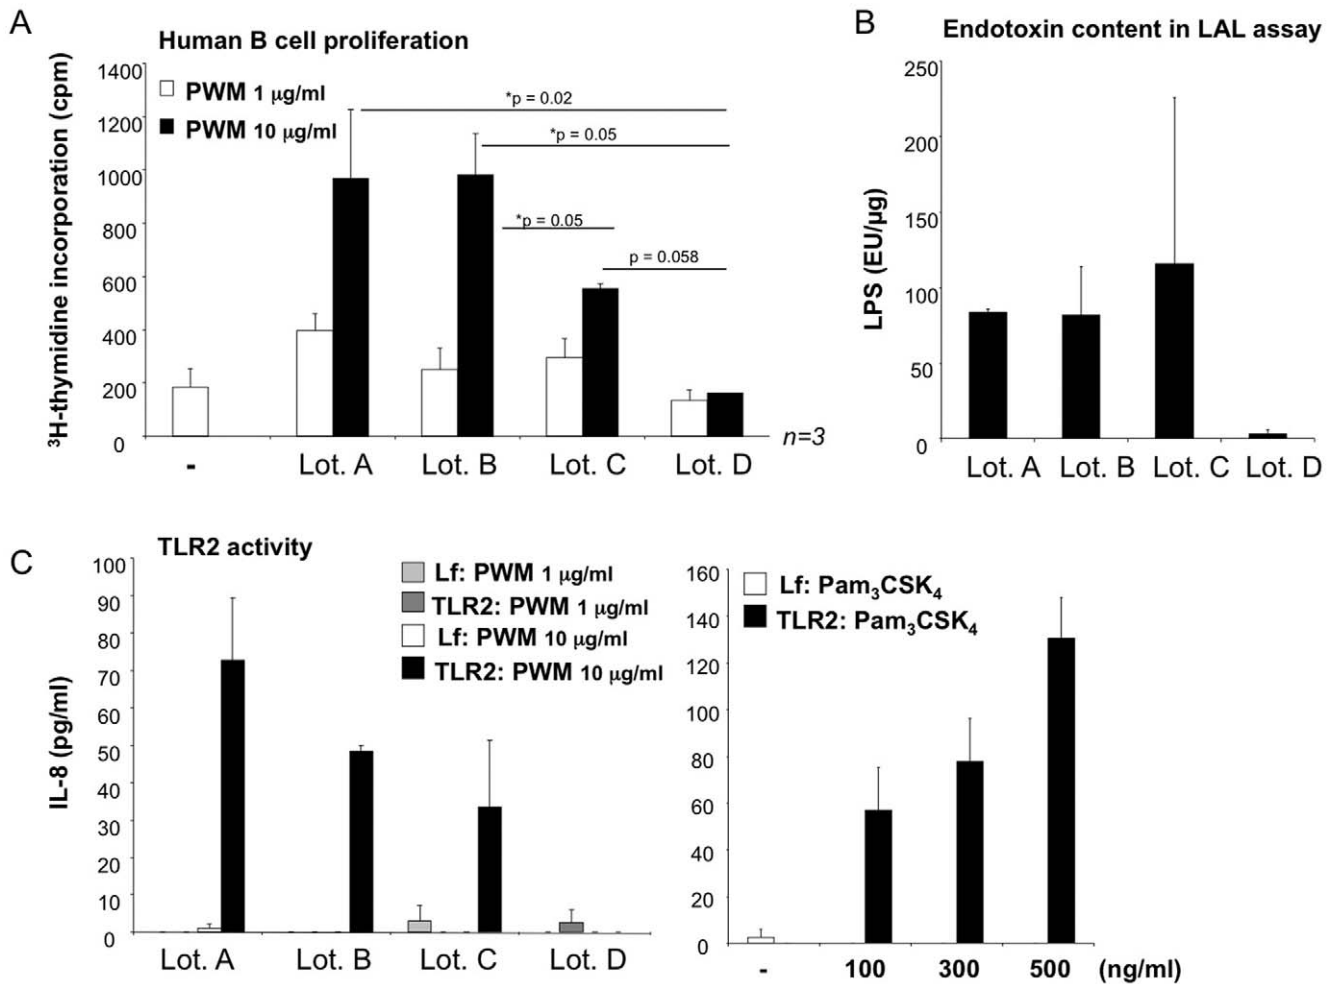 A
Human B cell proliferation
³H-thymidine incorporation (cpm)
1400
1200
1000
800
600
400
200
0
PWM 1 µg/ml
PWM 10 µg/ml
*p = 0.02
*p = 0.05
*p = 0.05
p = 0.058
n=3
- Lot. A Lot. B Lot. C Lot. D
B
Endotoxin content in LAL assay
LPS (EU/µg)
250
200
150
100
50
0
Lot. A Lot. B Lot. C Lot. D
C
TLR2 activity
IL-8 (pg/ml)
100
90
80
70
60
50
40
30
20
10
0
Lf: PWM 1 µg/ml
TLR2: PWM 1 µg/ml
Lf: PWM 10 µg/ml
TLR2: PWM 10 µg/ml
Lot. A Lot. B Lot. C Lot. D
160
140
120
100
80
60
40
20
0
Lf: Pam₃CSK₄
TLR2: Pam₃CSK₄
- 100 300 500 (ng/ml)